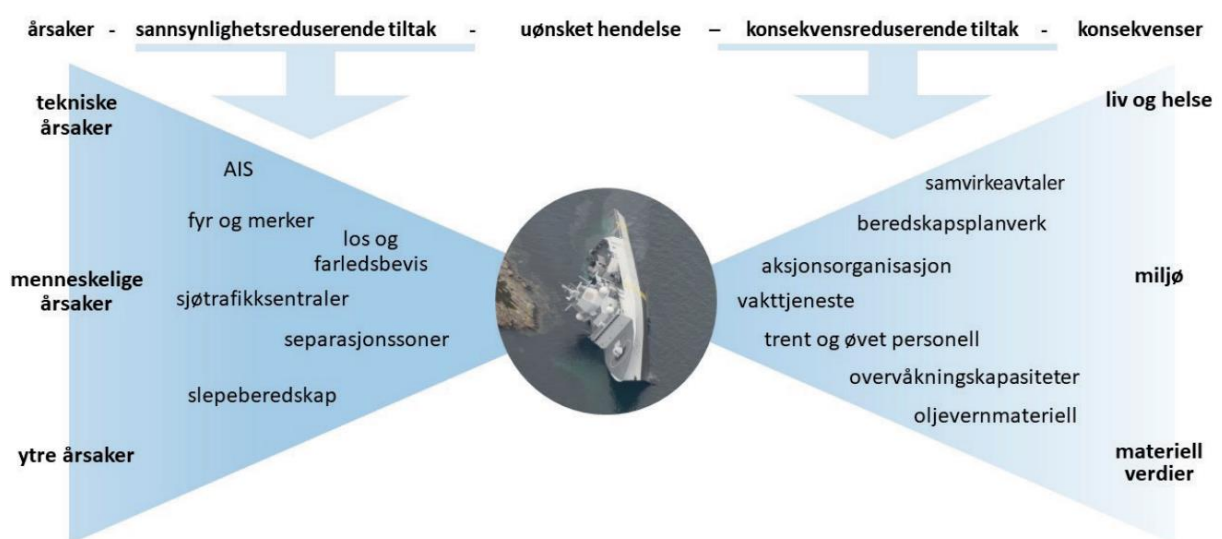 årsaker - sannsynlighetsreduserende tiltak - uønsket hendelse – konsekvensreduserende tiltak - konsekvenser
tekniske
årsaker
menneskelige
årsaker
ytre årsaker
AIS
fyr og merker
los og
farledsbevis
sjøtrafikksentraler
separasjonssoner
slepeberedskap
samvirkeavtaler
beredskapsplanverk
aksjonsorganisasjon
vakttjeneste
trent og øvet personell
overvåkningskapasiteter
oljevernmateriell
liv og helse
miljø
materiell
verdier